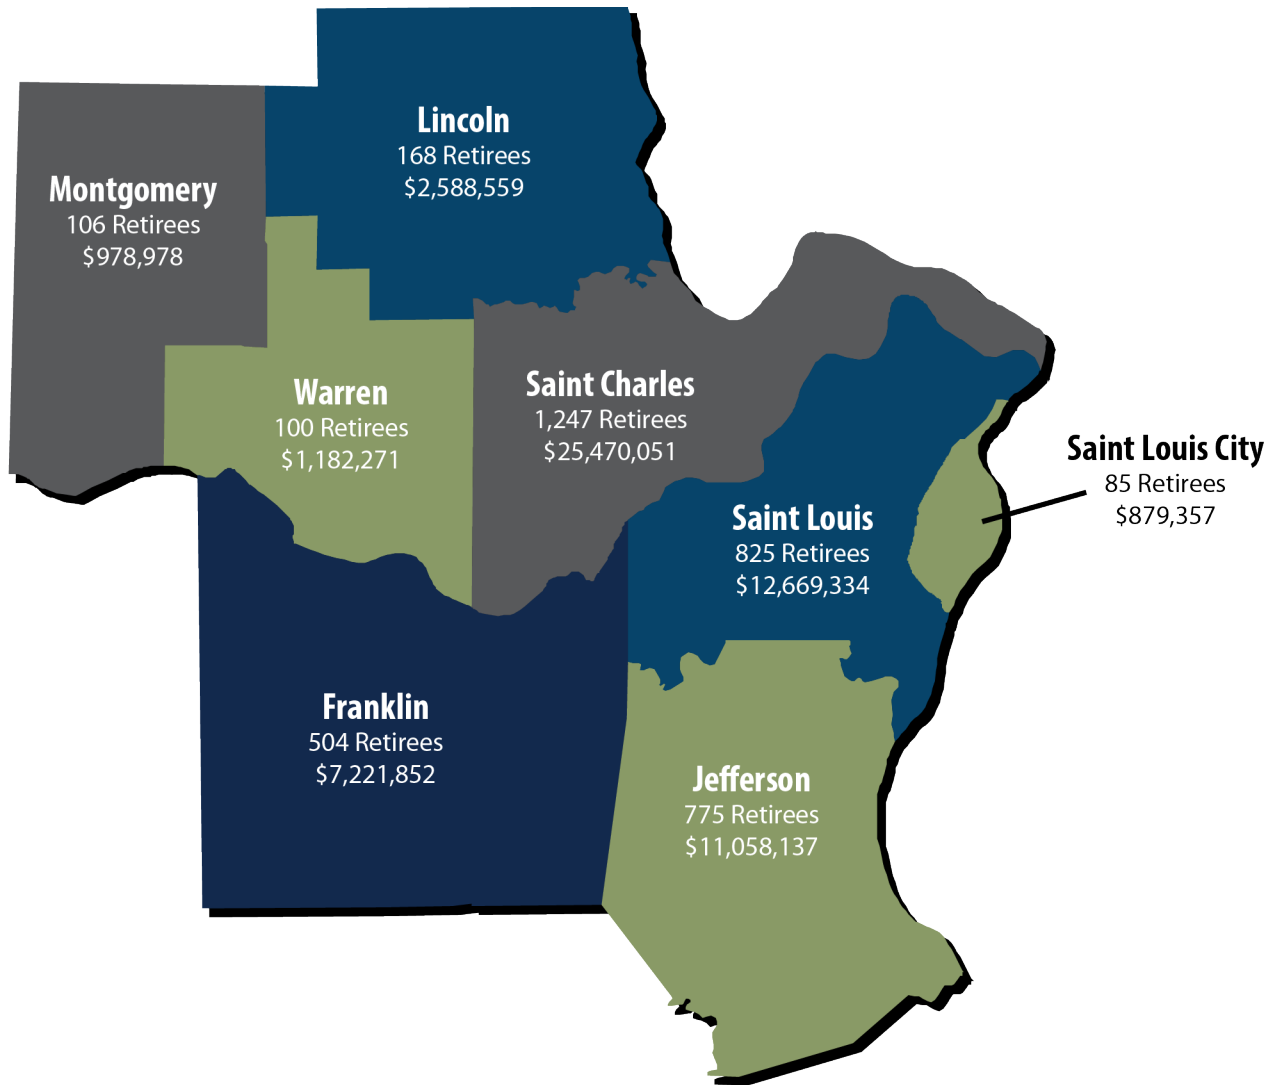 Lincoln
168 Retirees
$2,588,559
Montgomery
106 Retirees
$978,978
Warren
100 Retirees
$1,182,271
Saint Charles
1,247 Retirees
$25,470,051
Saint Louis City
85 Retirees
$879,357
Saint Louis
825 Retirees
$12,669,334
Franklin
504 Retirees
$7,221,852
Jefferson
775 Retirees
$11,058,137